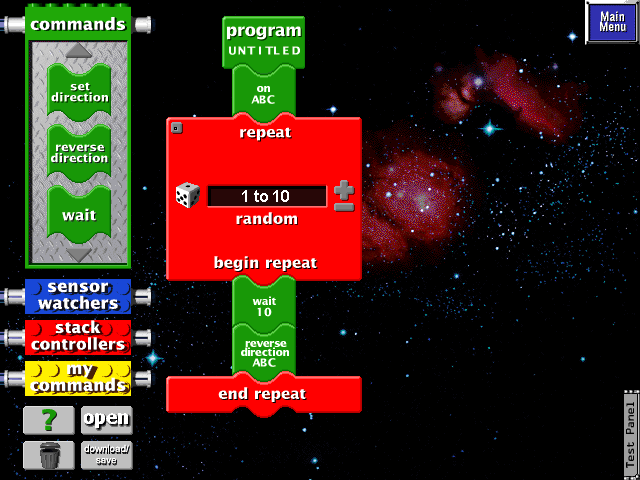 commands
set
direction
reverse
direction
wait
sensor
watchers
stack
controllers
my
commands
?
open
download/
save
program
UNTITLED
on
ABC
repeat
1 to 10
random
begin repeat
wait
10
reverse
direction
ABC
end repeat
Main
Menu
Test Panel